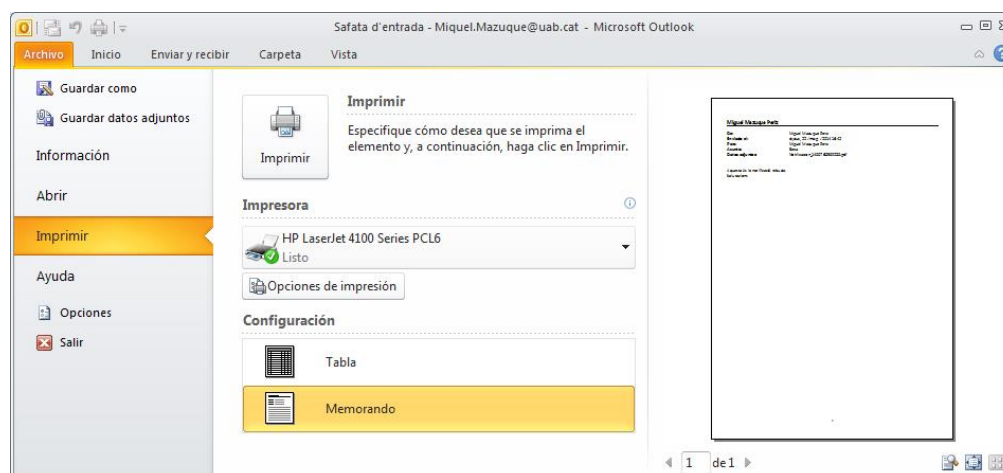 Safata d'entrada - Miquel.Mazuque@uab.cat - Microsoft Outlook
Archivo Inicio Enviar y recibir Carpeta Vista
Guardar como
Guardar datos adjuntos
Información
Abrir
Imprimir
Ayuda
Opciones
Salir
Imprimir
Imprimir
Especifique cómo desea que se imprima el
elemento y, a continuación, haga clic en Imprimir.
Impresora
HP LaserJet 4100 Series PCL6
Listo
Opciones de impresión
Configuración
Tabla
Memorando
1 de 1